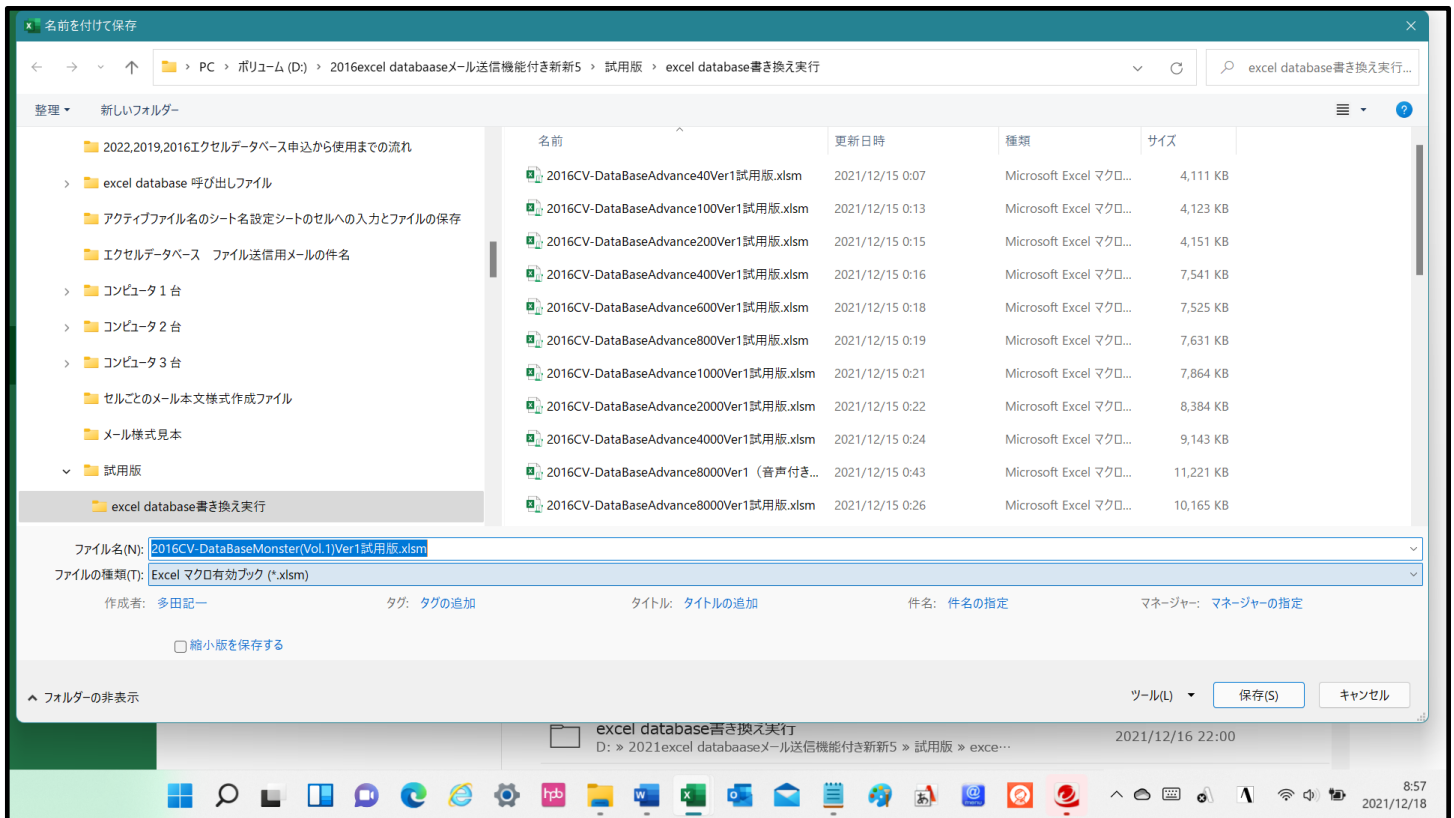 名前を付けて保存
PC › ボリューム (D:) › 2016excel databaaseメール送信機能付き新新5 › 試用版 › excel database書き換え実行
excel database書き換え実行...
整理
新しいフォルダー
名前 更新日時 種類 サイズ
2022,2019,2016エクセルデータベース申込から使用までの流れ
excel database 呼び出しファイル
アクティブファイル名のシート名設定シートのセルへの入力とファイルの保存
エクセルデータベース　ファイル送信用メールの件名
コンピュータ 1 台
コンピュータ 2 台
コンピュータ 3 台
セルごとのメール本文様式作成ファイル
メール様式見本
試用版
excel database書き換え実行
2016CV-DataBaseAdvance40Ver1試用版.xlsm 2021/12/15 0:07 Microsoft Excel マクロ... 4,111 KB
2016CV-DataBaseAdvance100Ver1試用版.xlsm 2021/12/15 0:13 Microsoft Excel マクロ... 4,123 KB
2016CV-DataBaseAdvance200Ver1試用版.xlsm 2021/12/15 0:15 Microsoft Excel マクロ... 4,151 KB
2016CV-DataBaseAdvance400Ver1試用版.xlsm 2021/12/15 0:16 Microsoft Excel マクロ... 7,541 KB
2016CV-DataBaseAdvance600Ver1試用版.xlsm 2021/12/15 0:18 Microsoft Excel マクロ... 7,525 KB
2016CV-DataBaseAdvance800Ver1試用版.xlsm 2021/12/15 0:19 Microsoft Excel マクロ... 7,631 KB
2016CV-DataBaseAdvance1000Ver1試用版.xlsm 2021/12/15 0:21 Microsoft Excel マクロ... 7,864 KB
2016CV-DataBaseAdvance2000Ver1試用版.xlsm 2021/12/15 0:22 Microsoft Excel マクロ... 8,384 KB
2016CV-DataBaseAdvance4000Ver1試用版.xlsm 2021/12/15 0:24 Microsoft Excel マクロ... 9,143 KB
2016CV-DataBaseAdvance8000Ver1（音声付き... 2021/12/15 0:43 Microsoft Excel マクロ... 11,221 KB
2016CV-DataBaseAdvance8000Ver1試用版.xlsm 2021/12/15 0:26 Microsoft Excel マクロ... 10,165 KB
ファイル名(N): 2016CV-DataBaseMonster(Vol.1)Ver1試用版.xlsm
ファイルの種類(T): Excel マクロ有効ブック (*.xlsm)
作成者: 多田記一 タグ: タグの追加 タイトル: タイトルの追加 件名: 件名の指定 マネージャー: マネージャーの指定
縮小版を保存する
フォルダーの非表示
ツール(L) 保存(S) キャンセル
excel database書き換え実行
D: » 2021excel databaaseメール送信機能付き新新5 » 試用版 » exce… 2021/12/16 22:00
hpb
8:57
2021/12/18